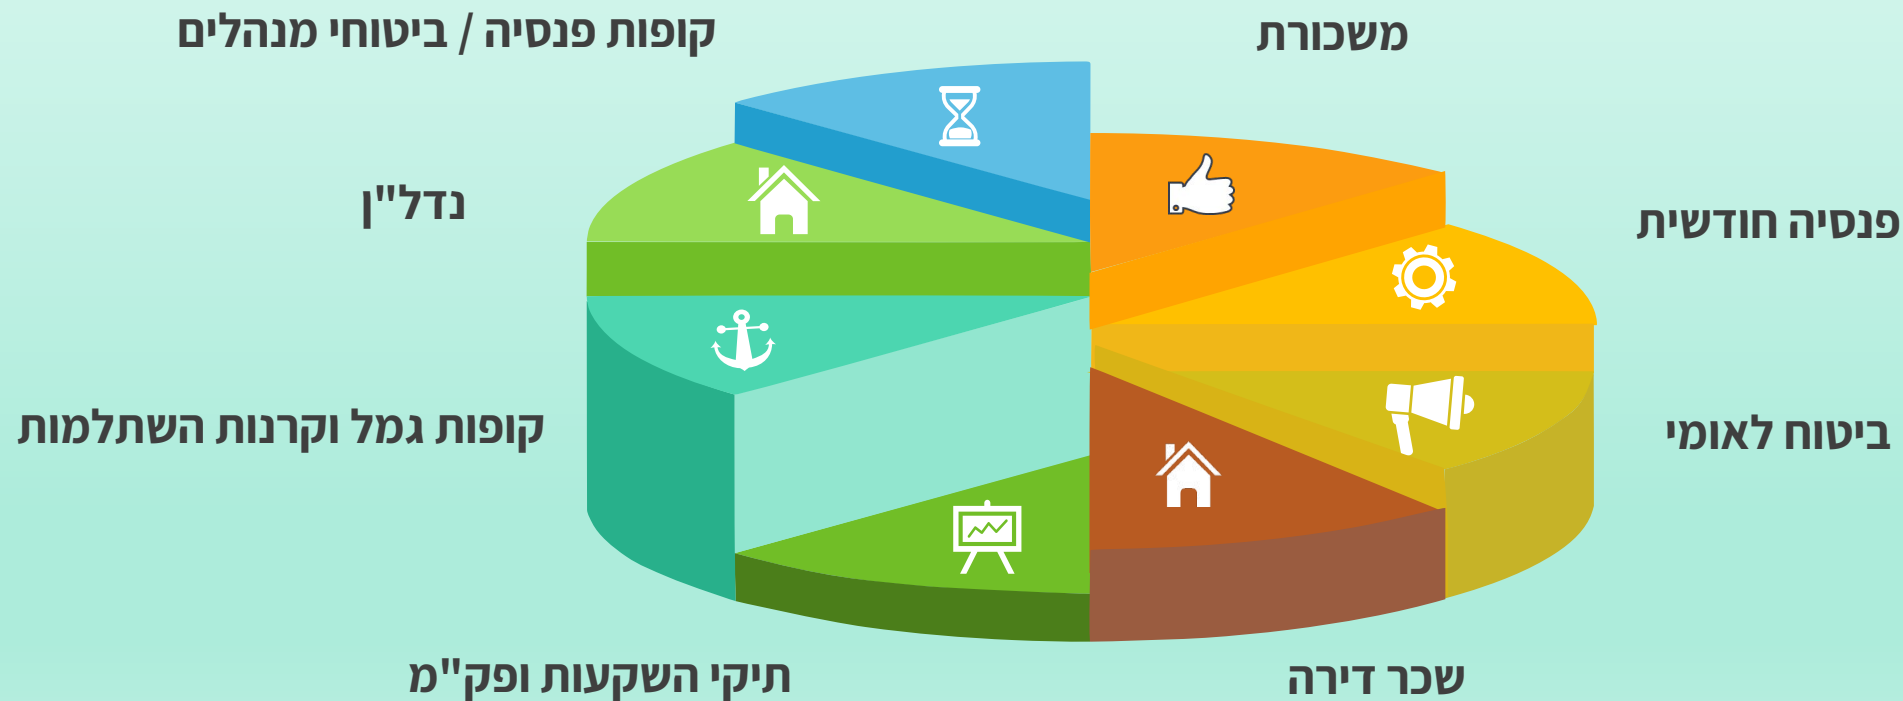 משכורת
קופות פנסיה / ביטוחי מנהלים
פנסיה חודשית
נדל"ן
ביטוח לאומי
קופות גמל וקרנות השתלמות
שכר דירה
תיקי השקעות ופק"מ